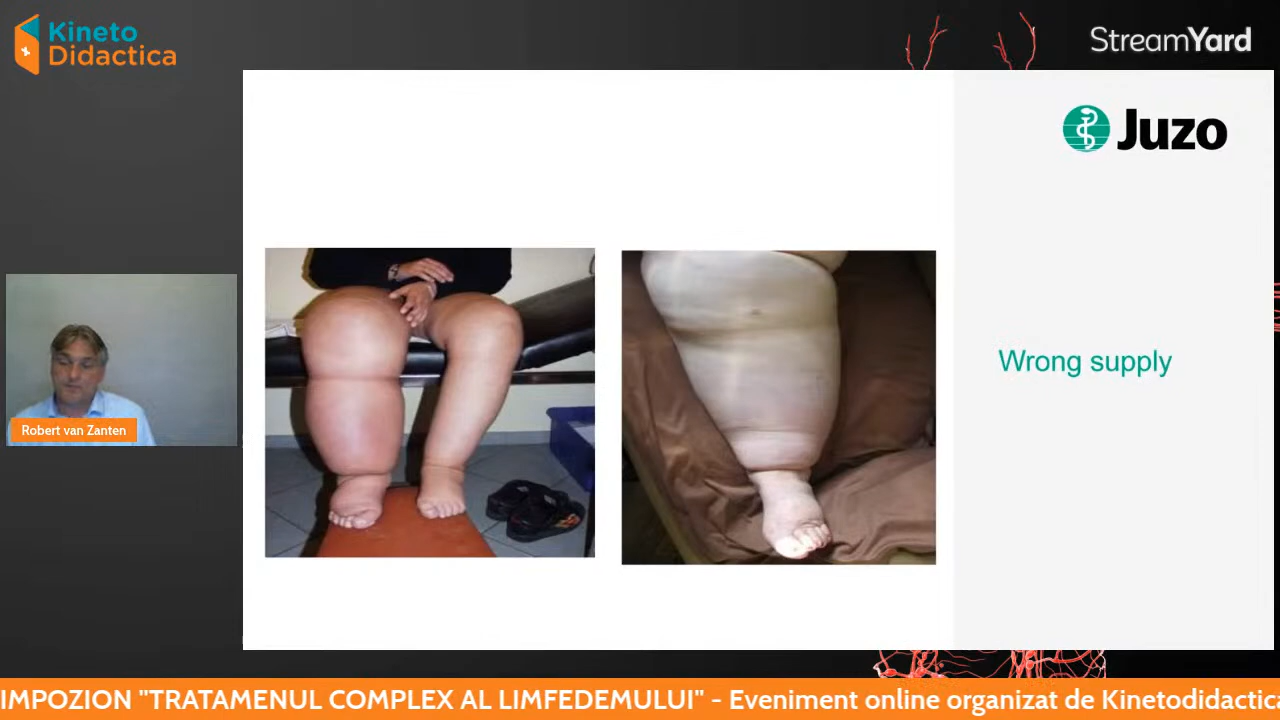 Kineto
Didactica
StreamYard
Juzo
Wrong supply
Robert van Zanten
IMPOZION "TRATAMENUL COMPLEX AL LIMFEDEMULUI" - Eveniment online organizat de Kinetodidactica